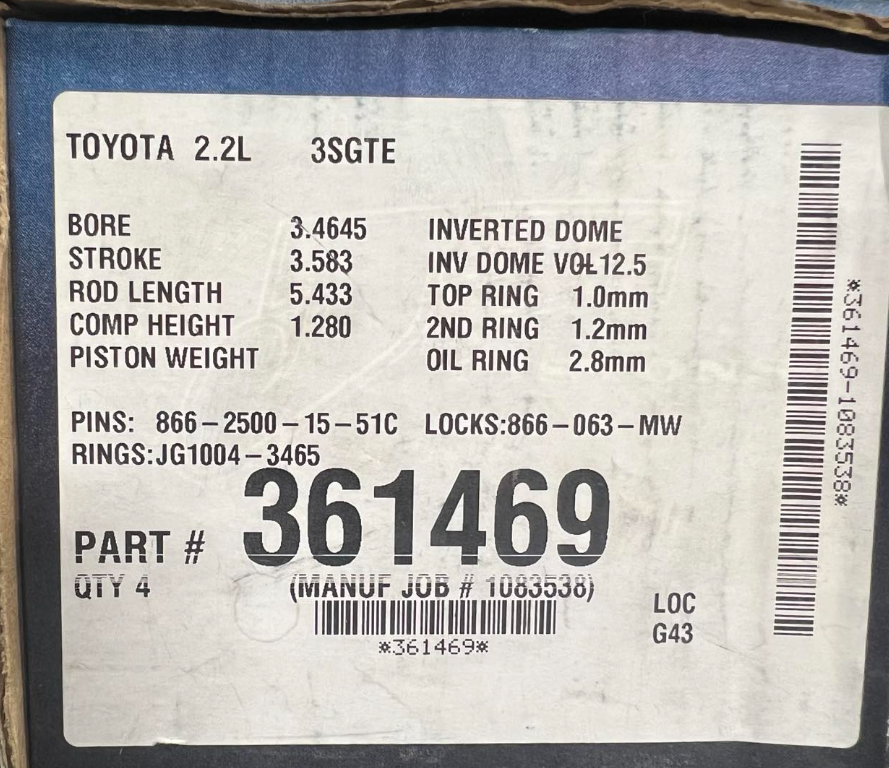 TOYOTA 2.2L 3SGTE
BORE 3.4645 INVERTED DOME
STROKE 3.583 INV DOME VOL 12.5
ROD LENGTH 5.433 TOP RING 1.0mm
COMP HEIGHT 1.280 2ND RING 1.2mm
PISTON WEIGHT OIL RING 2.8mm
PINS: 866-2500-15-51C LOCKS:866-063-MW
RINGS:JG1004-3465
PART # 361469
QTY 4 (MANUF JOB # 1083538)
*361469*
LOC
G43
*361469-1083538*